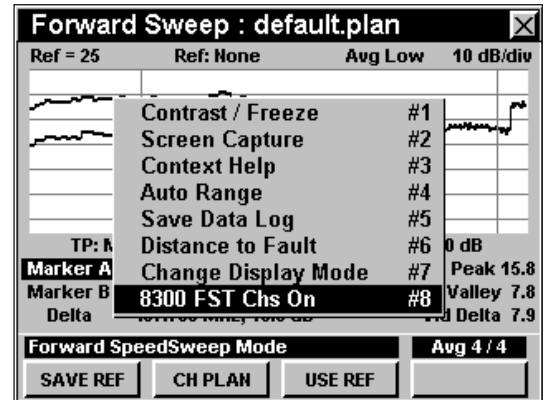 Forward Sweep : default.plan
Ref = 25 Ref: None Avg Low 10 dB/div
Contrast / Freeze #1
Screen Capture #2
Context Help #3
Auto Range #4
Save Data Log #5
Distance to Fault #6
Change Display Mode #7
8300 FST Chs On #8
TP: 0 dB
Marker A Peak 15.8
Marker B Valley 7.8
Delta Delta 7.9
Forward SpeedSweep Mode Avg 4 / 4
SAVE REF CH PLAN USE REF